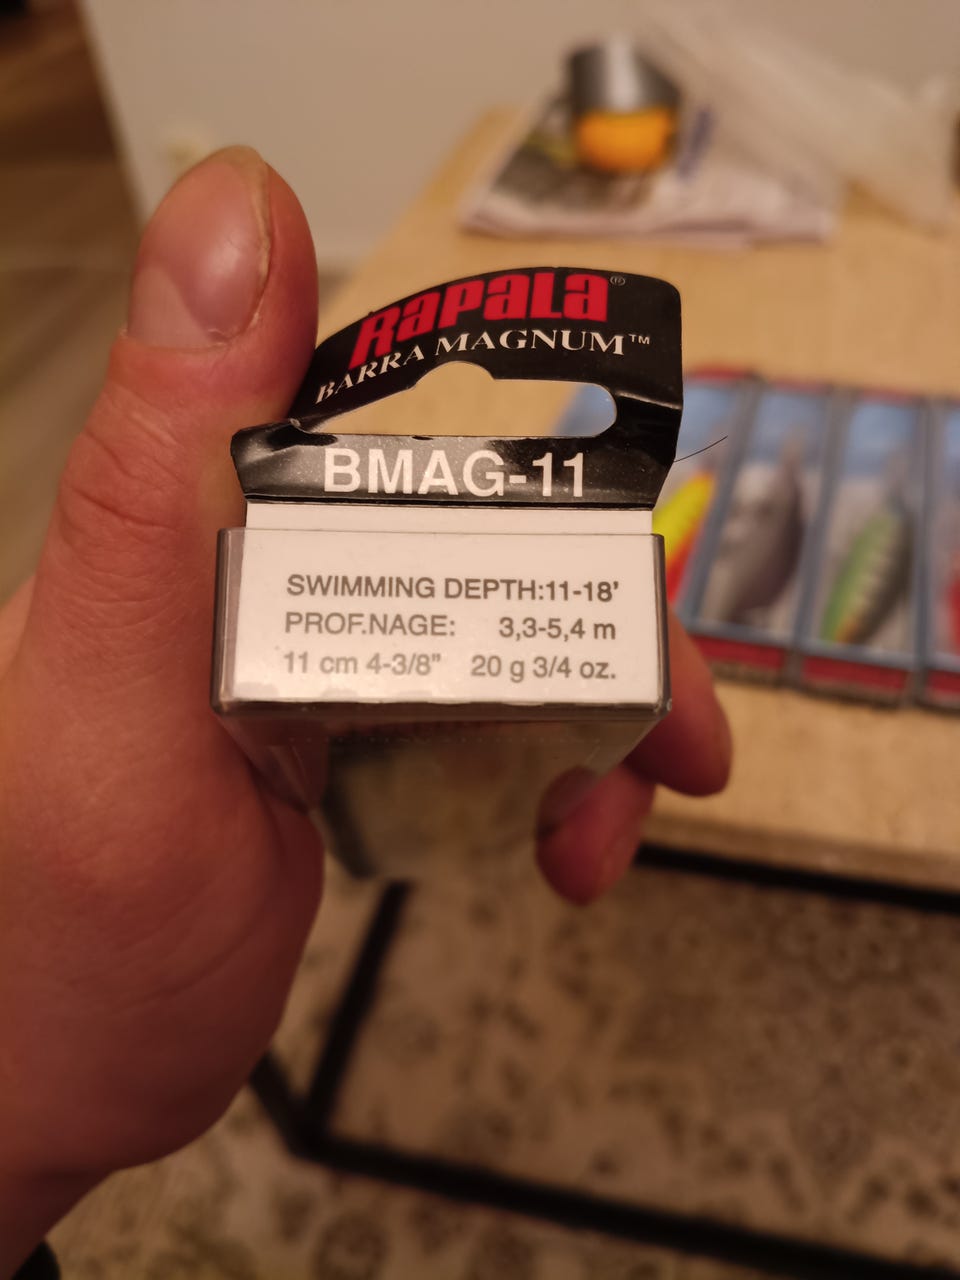 RAPALA®
BARRA MAGNUM™
BMAG-11
SWIMMING DEPTH:11-18'
PROF.NAGE: 3,3-5,4 m
11 cm 4-3/8" 20 g 3/4 oz.